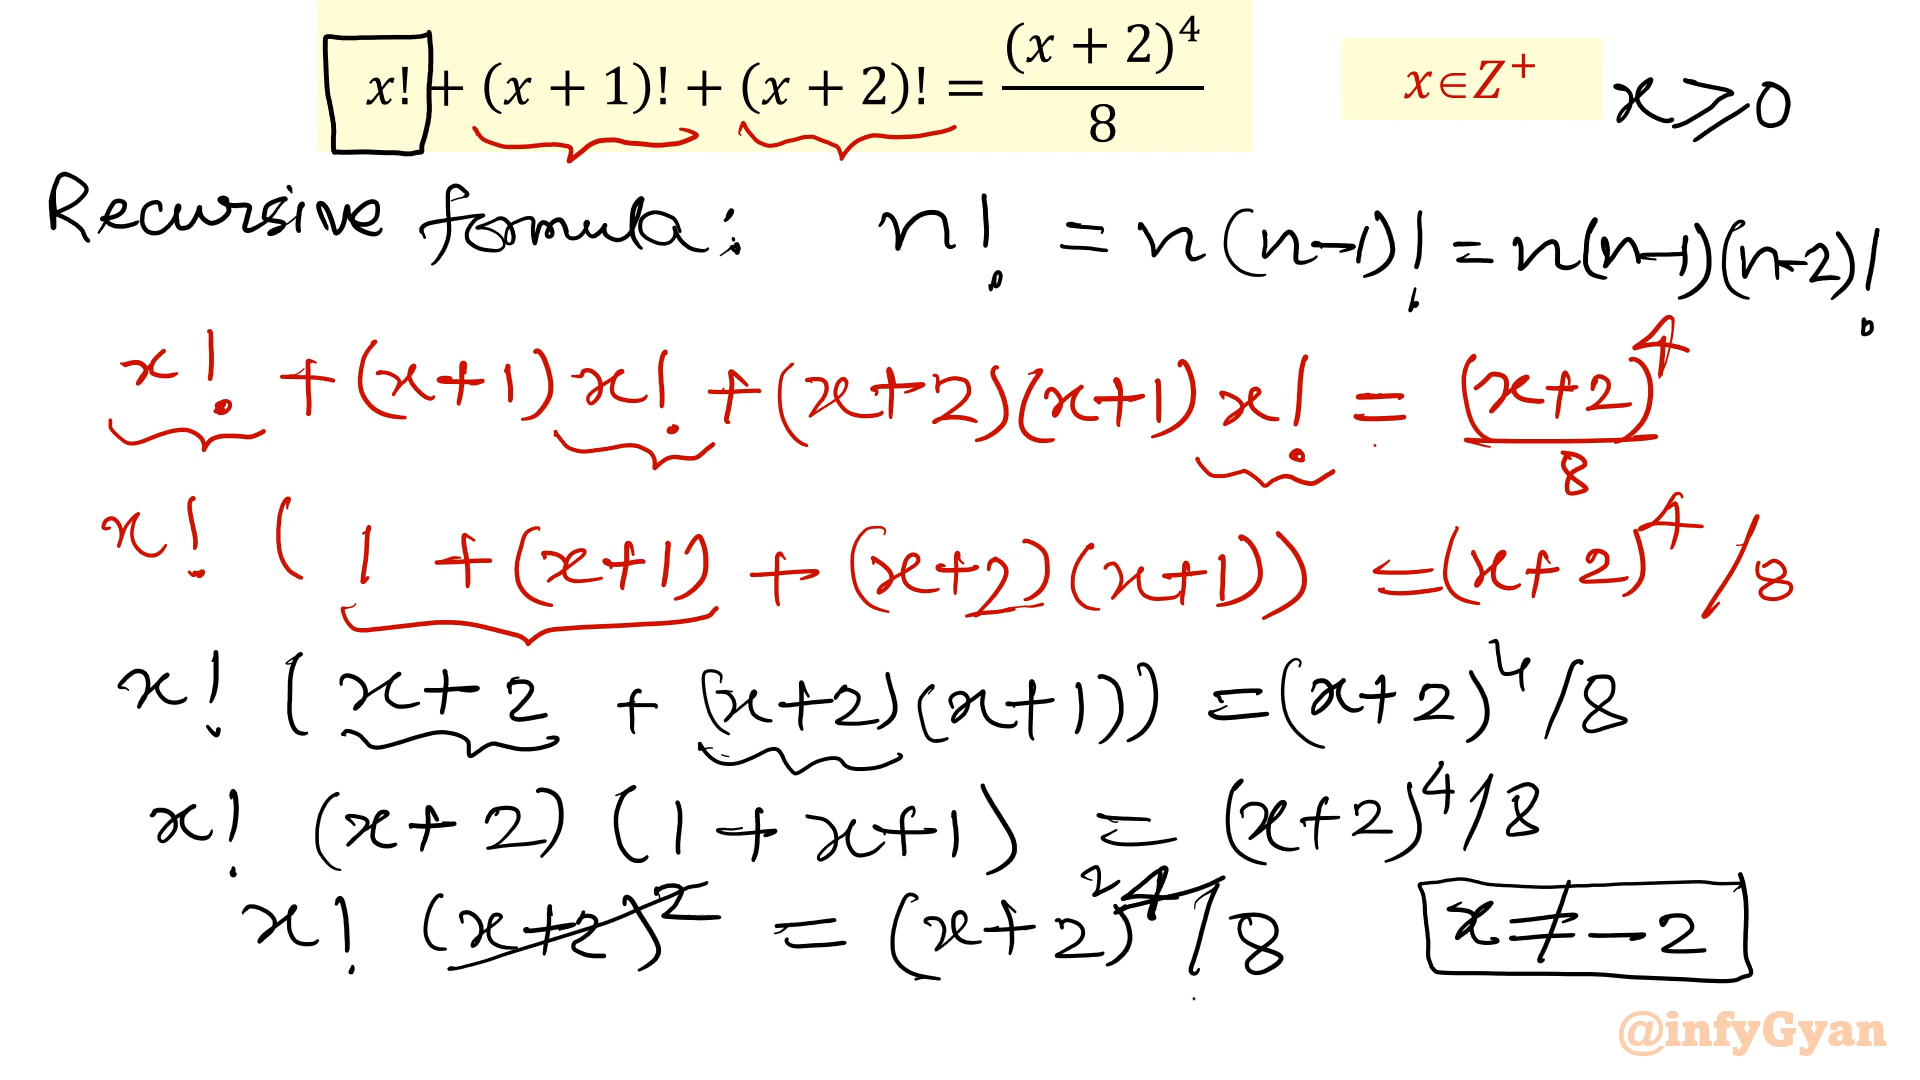 x! + (x + 1)! + (x + 2)! = (x + 2)⁴ / 8 x∈Z⁺ x ⩾ 0
Recursive formula: n! = n(n-1)! = n(n-1)(n-2)!
x! + (x+1) x! + (x+2)(x+1) x! = (x+2)⁴ / 8
x! ( 1 + (x+1) + (x+2)(x+1)) = (x+2)⁴ / 8
x! (x+2 + (x+2)(x+1)) = (x+2)⁴ / 8
x! (x+2) (1 + x+1) = (x+2)⁴ / 8
x! (x+2)² = (x+2)⁴ ² / 8 x ≠ -2
@infyGyan